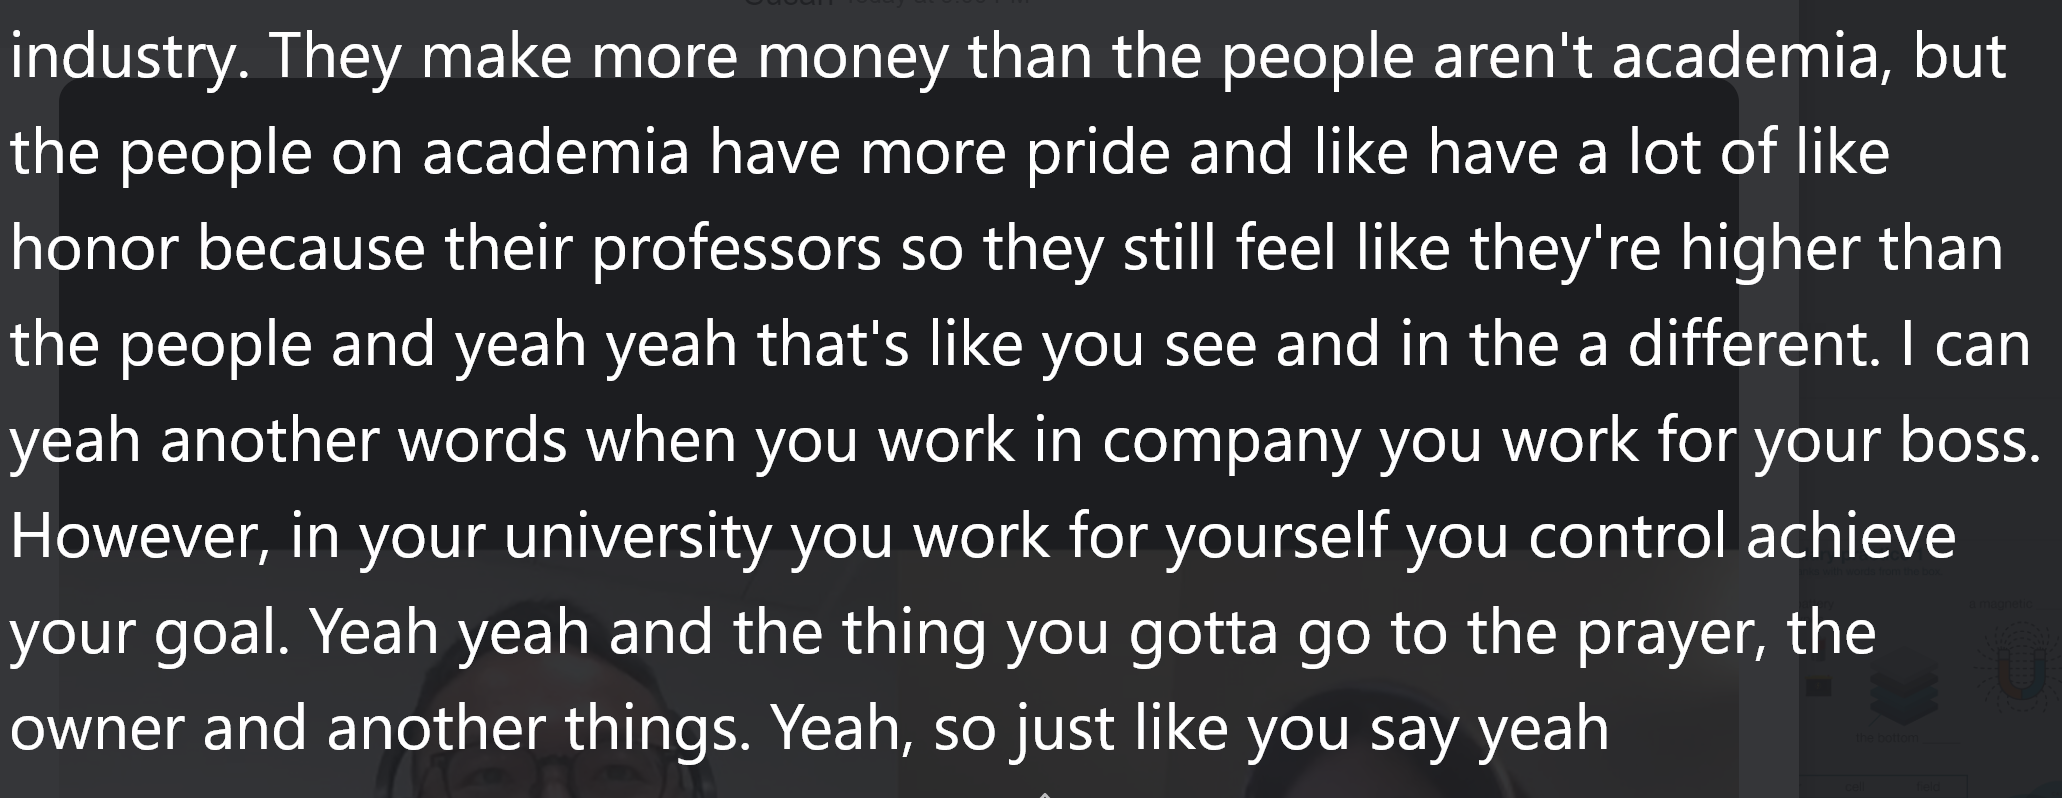 industry. They make more money than the people aren't academia, but
the people on academia have more pride and like have a lot of like
honor because their professors so they still feel like they're higher than
the people and yeah yeah that's like you see and in the a different. I can
yeah another words when you work in company you work for your boss.
However, in your university you work for yourself you control achieve
your goal. Yeah yeah and the thing you gotta go to the prayer, the
owner and another things. Yeah, so just like you say yeah
a magnetic
the bottom
cell field